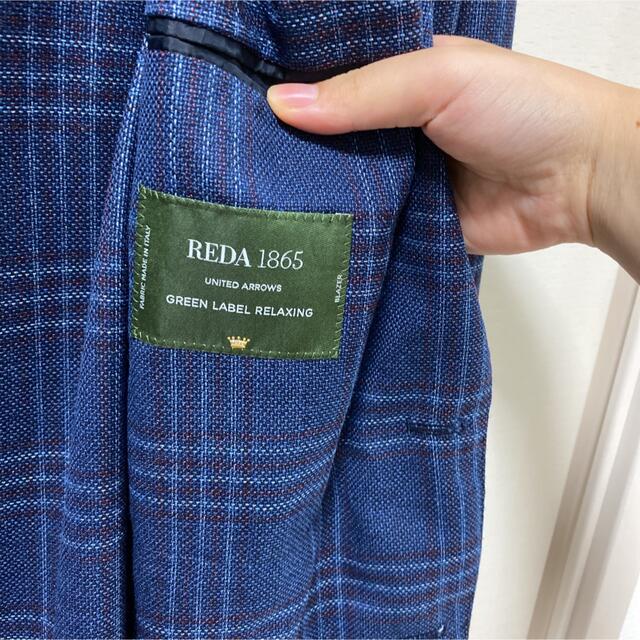 REDA 1865
UNITED ARROWS
GREEN LABEL RELAXING
FABRIC MADE IN ITALY
BLAZER